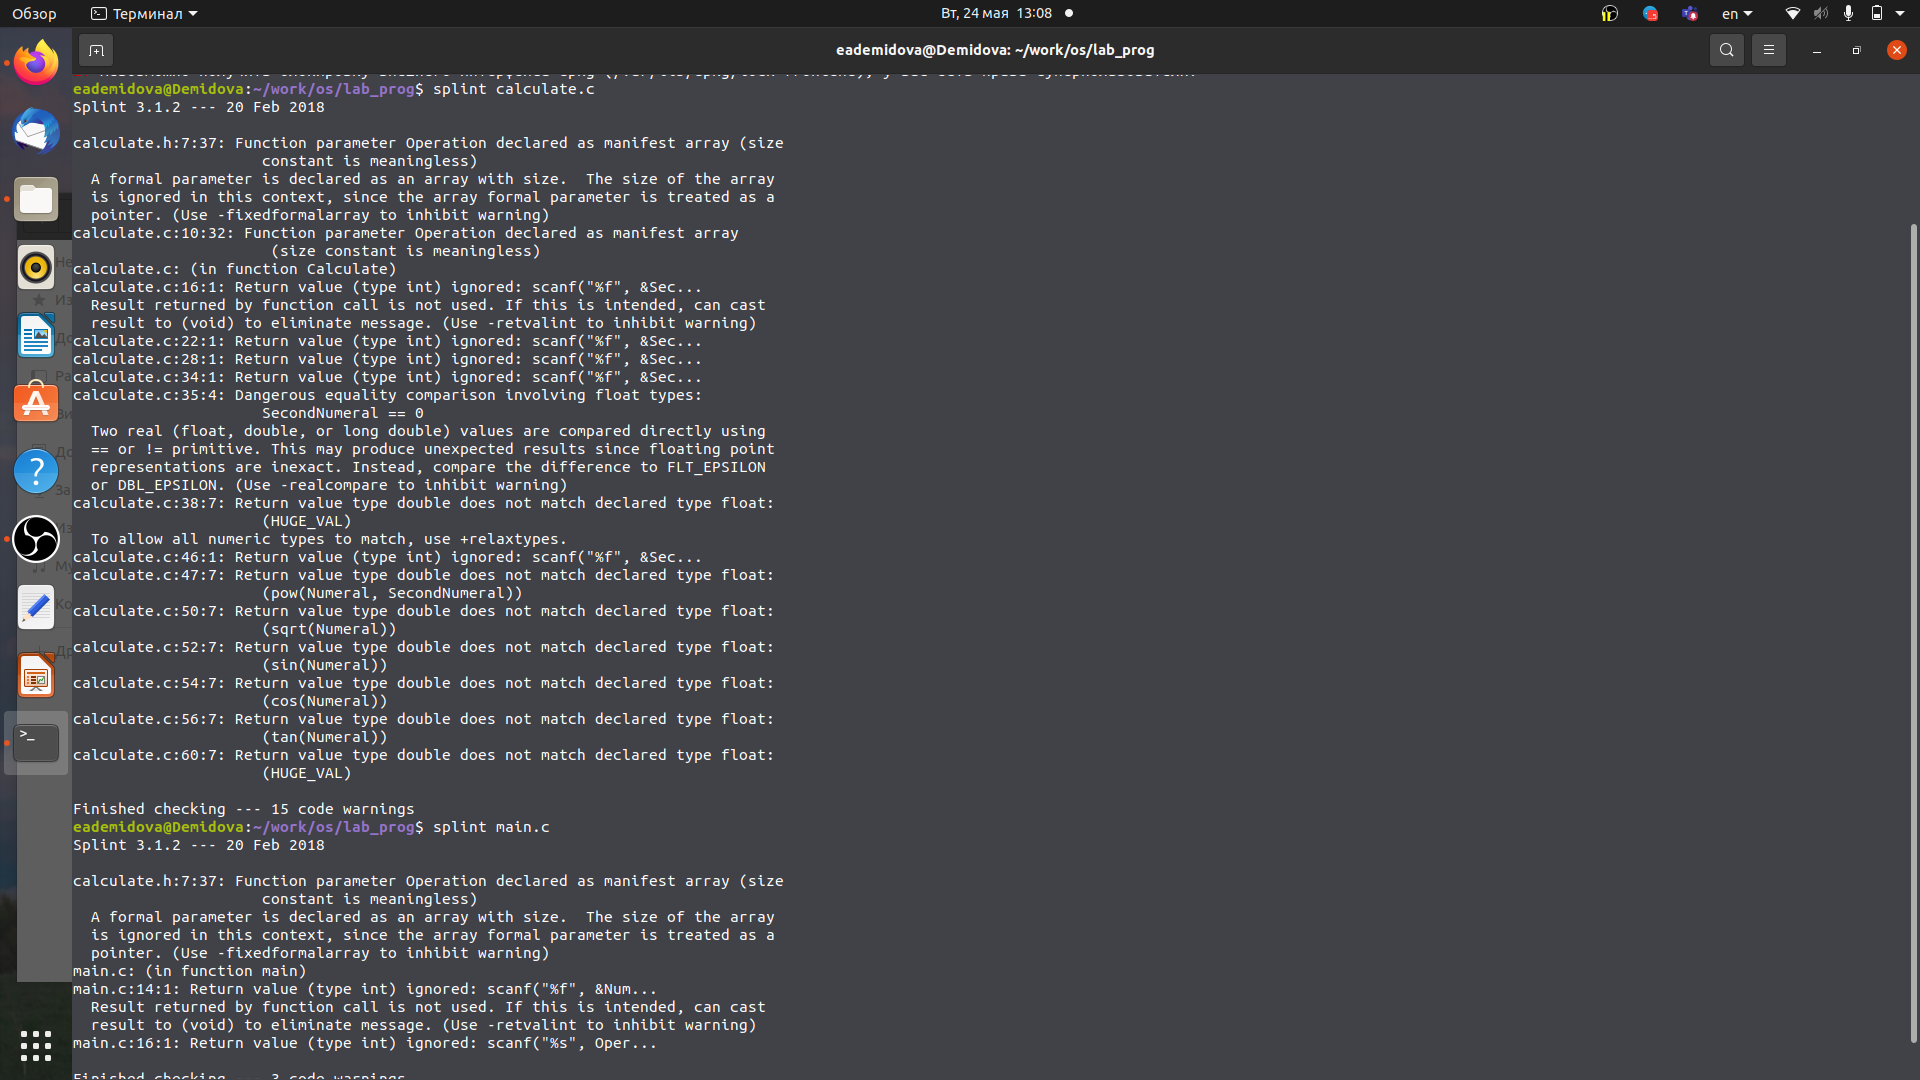 Обзор
Терминал
Вт, 24 мая 13:08
en
eademidova@Demidova: ~/work/os/lab_prog
eademidova@Demidova:~/work/os/lab_prog$ splint calculate.c
Splint 3.1.2 --- 20 Feb 2018
calculate.h:7:37: Function parameter Operation declared as manifest array (size
constant is meaningless)
A formal parameter is declared as an array with size.  The size of the array
is ignored in this context, since the array formal parameter is treated as a
pointer. (Use -fixedformalarray to inhibit warning)
calculate.c:10:32: Function parameter Operation declared as manifest array
(size constant is meaningless)
calculate.c: (in function Calculate)
calculate.c:16:1: Return value (type int) ignored: scanf("%f", &Sec...
Result returned by function call is not used. If this is intended, can cast
result to (void) to eliminate message. (Use -retvalint to inhibit warning)
calculate.c:22:1: Return value (type int) ignored: scanf("%f", &Sec...
calculate.c:28:1: Return value (type int) ignored: scanf("%f", &Sec...
calculate.c:34:1: Return value (type int) ignored: scanf("%f", &Sec...
calculate.c:35:4: Dangerous equality comparison involving float types:
SecondNumeral == 0
Two real (float, double, or long double) values are compared directly using
== or != primitive. This may produce unexpected results since floating point
representations are inexact. Instead, compare the difference to FLT_EPSILON
or DBL_EPSILON. (Use -realcompare to inhibit warning)
calculate.c:38:7: Return value type double does not match declared type float:
(HUGE_VAL)
To allow all numeric types to match, use +relaxtypes.
calculate.c:46:1: Return value (type int) ignored: scanf("%f", &Sec...
calculate.c:47:7: Return value type double does not match declared type float:
(pow(Numeral, SecondNumeral))
calculate.c:50:7: Return value type double does not match declared type float:
(sqrt(Numeral))
calculate.c:52:7: Return value type double does not match declared type float:
(sin(Numeral))
calculate.c:54:7: Return value type double does not match declared type float:
(cos(Numeral))
calculate.c:56:7: Return value type double does not match declared type float:
(tan(Numeral))
calculate.c:60:7: Return value type double does not match declared type float:
(HUGE_VAL)
Finished checking --- 15 code warnings
eademidova@Demidova:~/work/os/lab_prog$ splint main.c
Splint 3.1.2 --- 20 Feb 2018
calculate.h:7:37: Function parameter Operation declared as manifest array (size
constant is meaningless)
A formal parameter is declared as an array with size.  The size of the array
is ignored in this context, since the array formal parameter is treated as a
pointer. (Use -fixedformalarray to inhibit warning)
main.c: (in function main)
main.c:14:1: Return value (type int) ignored: scanf("%f", &Num...
Result returned by function call is not used. If this is intended, can cast
result to (void) to eliminate message. (Use -retvalint to inhibit warning)
main.c:16:1: Return value (type int) ignored: scanf("%s", Oper...
Finished checking --- 3 code warnings